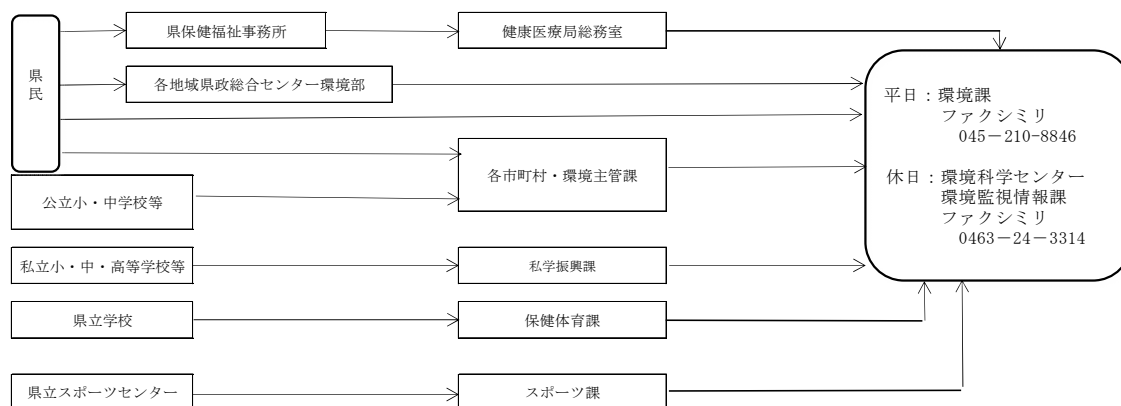 県民
県保健福祉事務所
健康医療局総務室
各地域県政総合センター環境部
平日：環境課
ファクシミリ
045－210-8846
休日：環境科学センター
環境監視情報課
ファクシミリ
0463－24－3314
各市町村・環境主管課
公立小・中学校等
私立小・中・高等学校等
私学振興課
県立学校
保健体育課
県立スポーツセンター
スポーツ課